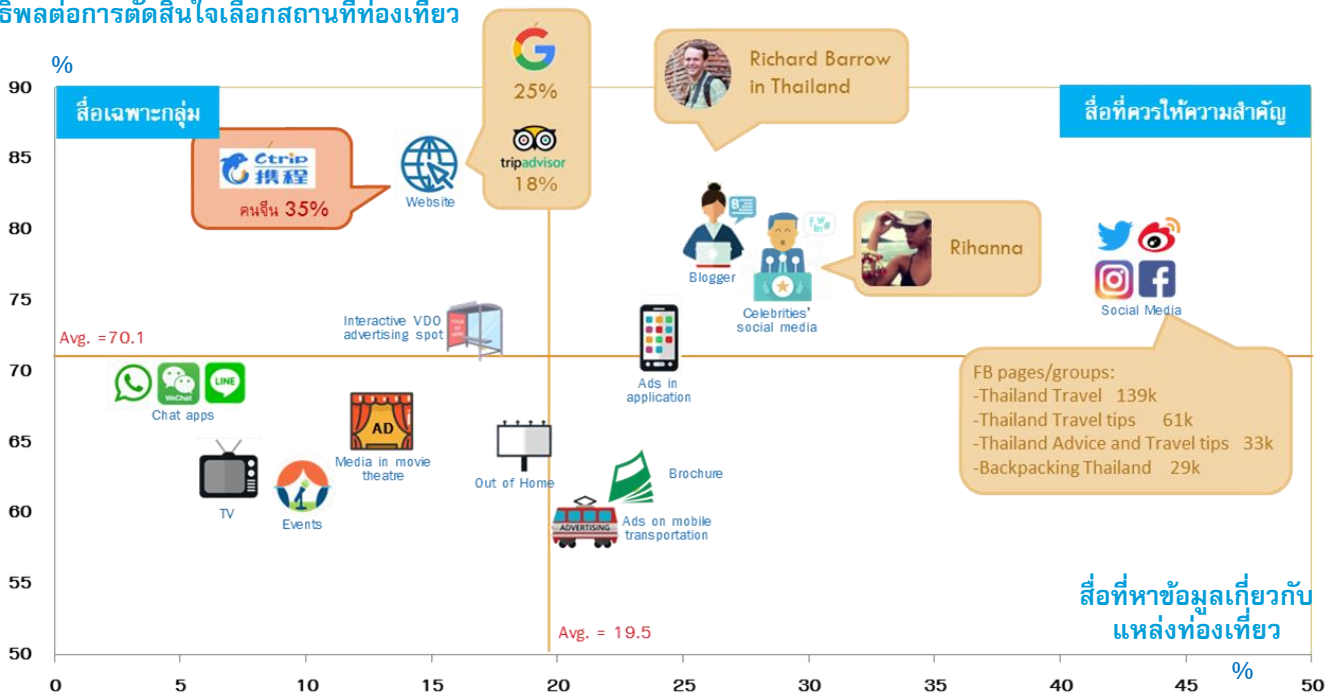 ธิพลต่อการตัดสินใจเลือกสถานที่ท่องเที่ยว
%
90
85
80
75
70
65
60
55
50
สื่อเฉพาะกลุ่ม
สื่อที่ควรให้ความสำคัญ
Ctrip
携程
คนจีน 35%
Website
G
25%
tripadvisor
18%
Richard Barrow
in Thailand
B
Blogger
Celebrities'
social media
Rihanna
Social Media
Interactive VDO
advertising spot
Avg. =70.1
WeChat
LINE
Chat apps
TV
Events
AD
Media in movie
theatre
Out of Home
Ads in
application
Brochure
ADVERTISING
Ads on mobile
transportation
FB pages/groups:
-Thailand Travel 139k
-Thailand Travel tips 61k
-Thailand Advice and Travel tips 33k
-Backpacking Thailand 29k
Avg. = 19.5
สื่อที่หาข้อมูลเกี่ยวกับ
แหล่งท่องเที่ยว
%
0 5 10 15 20 25 30 35 40 45 50